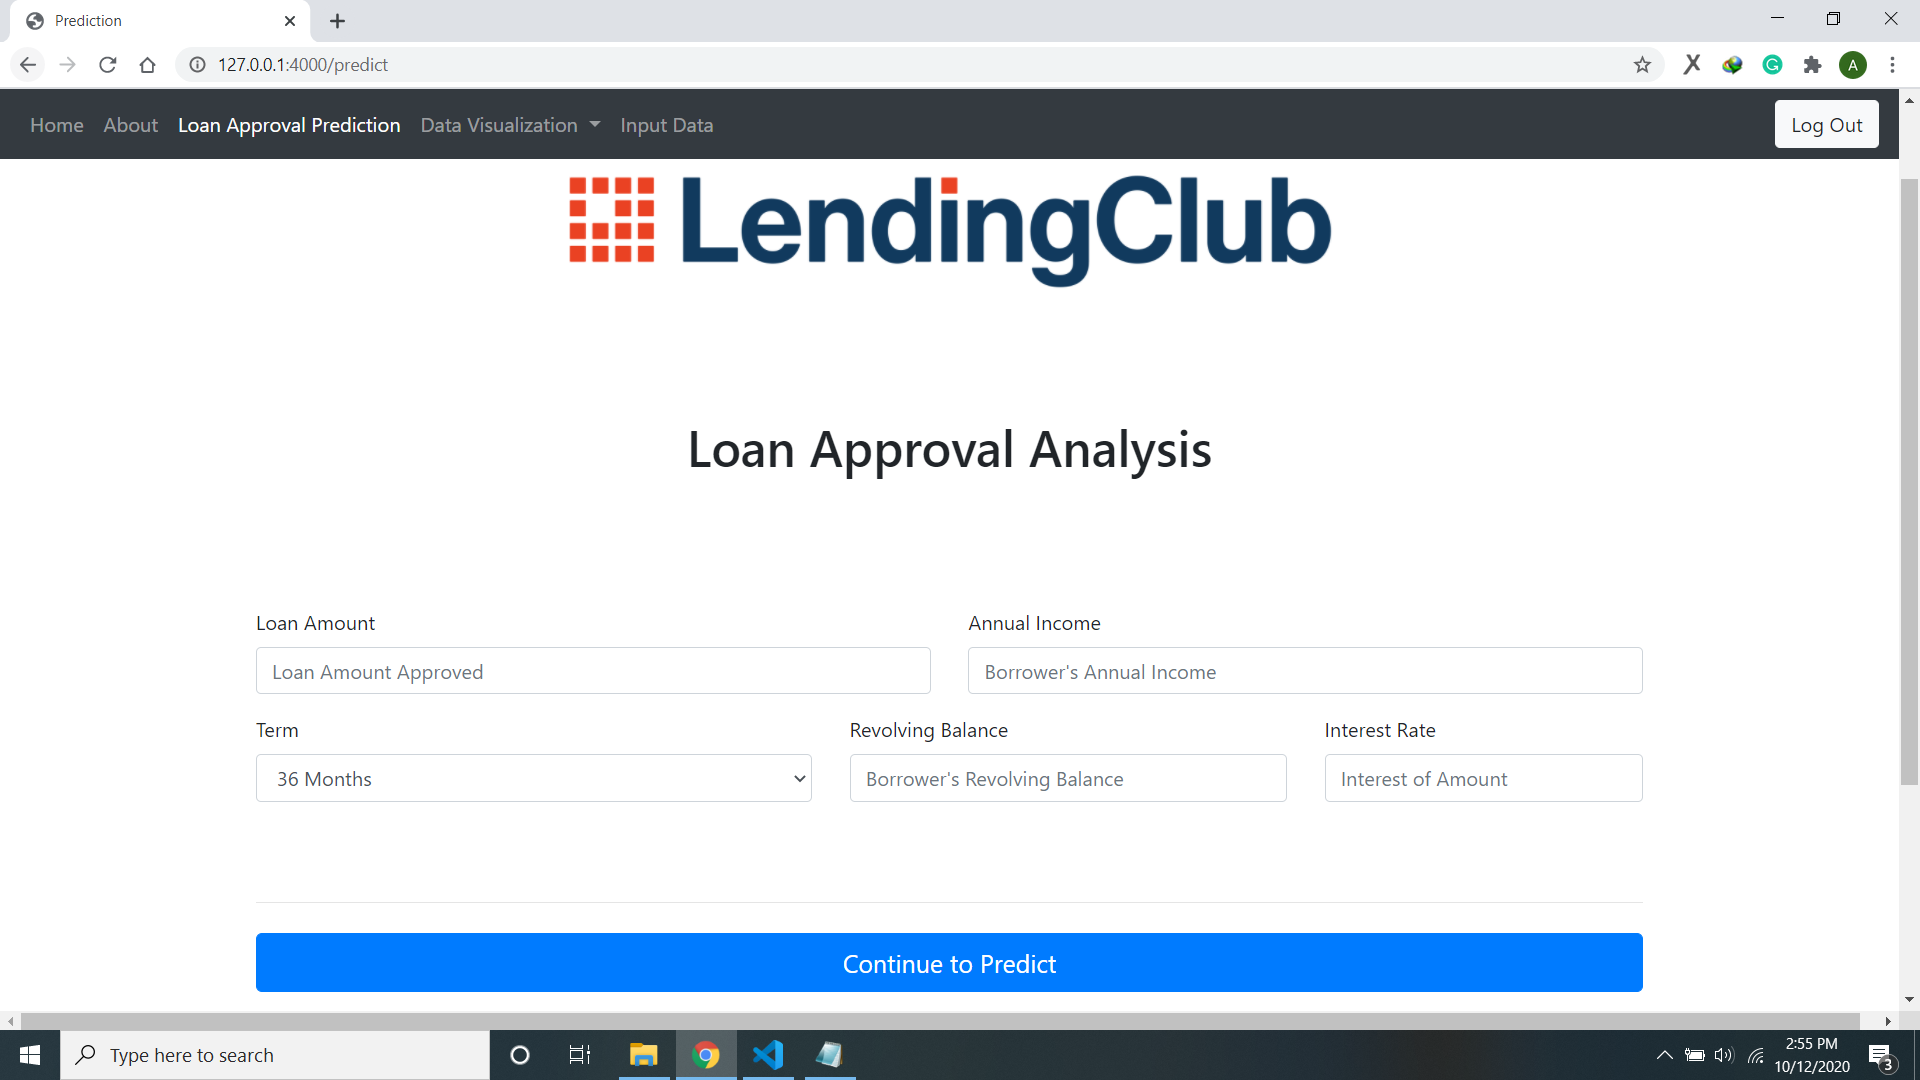 Prediction
127.0.0.1:4000/predict
A
Home About Loan Approval Prediction Data Visualization Input Data Log Out
LendingClub
Loan Approval Analysis
Loan Amount Annual Income
Loan Amount Approved Borrower's Annual Income
Term Revolving Balance Interest Rate
36 Months Borrower's Revolving Balance Interest of Amount
Continue to Predict
Type here to search
2:55 PM
10/12/2020
3